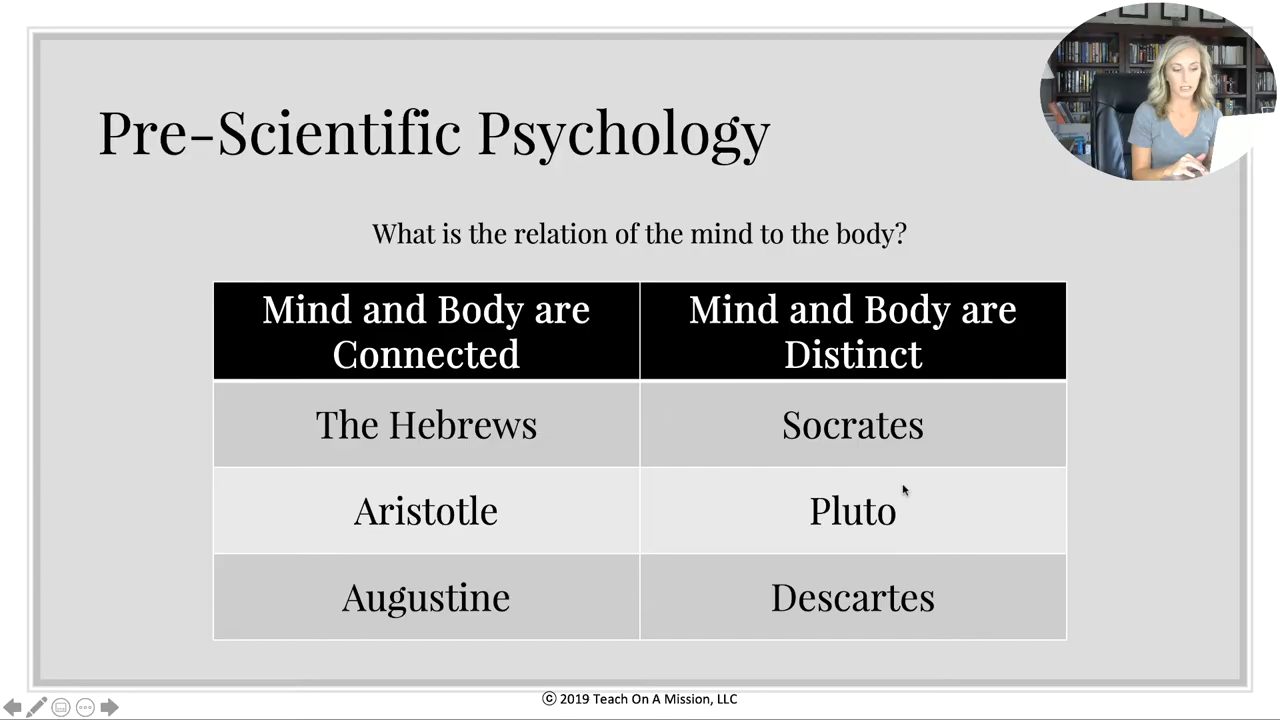 Pre-Scientific Psychology
What is the relation of the mind to the body?
Mind and Body are
Connected
Mind and Body are
Distinct
The Hebrews
Socrates
Aristotle
Pluto
Augustine
Descartes
© 2019 Teach On A Mission, LLC